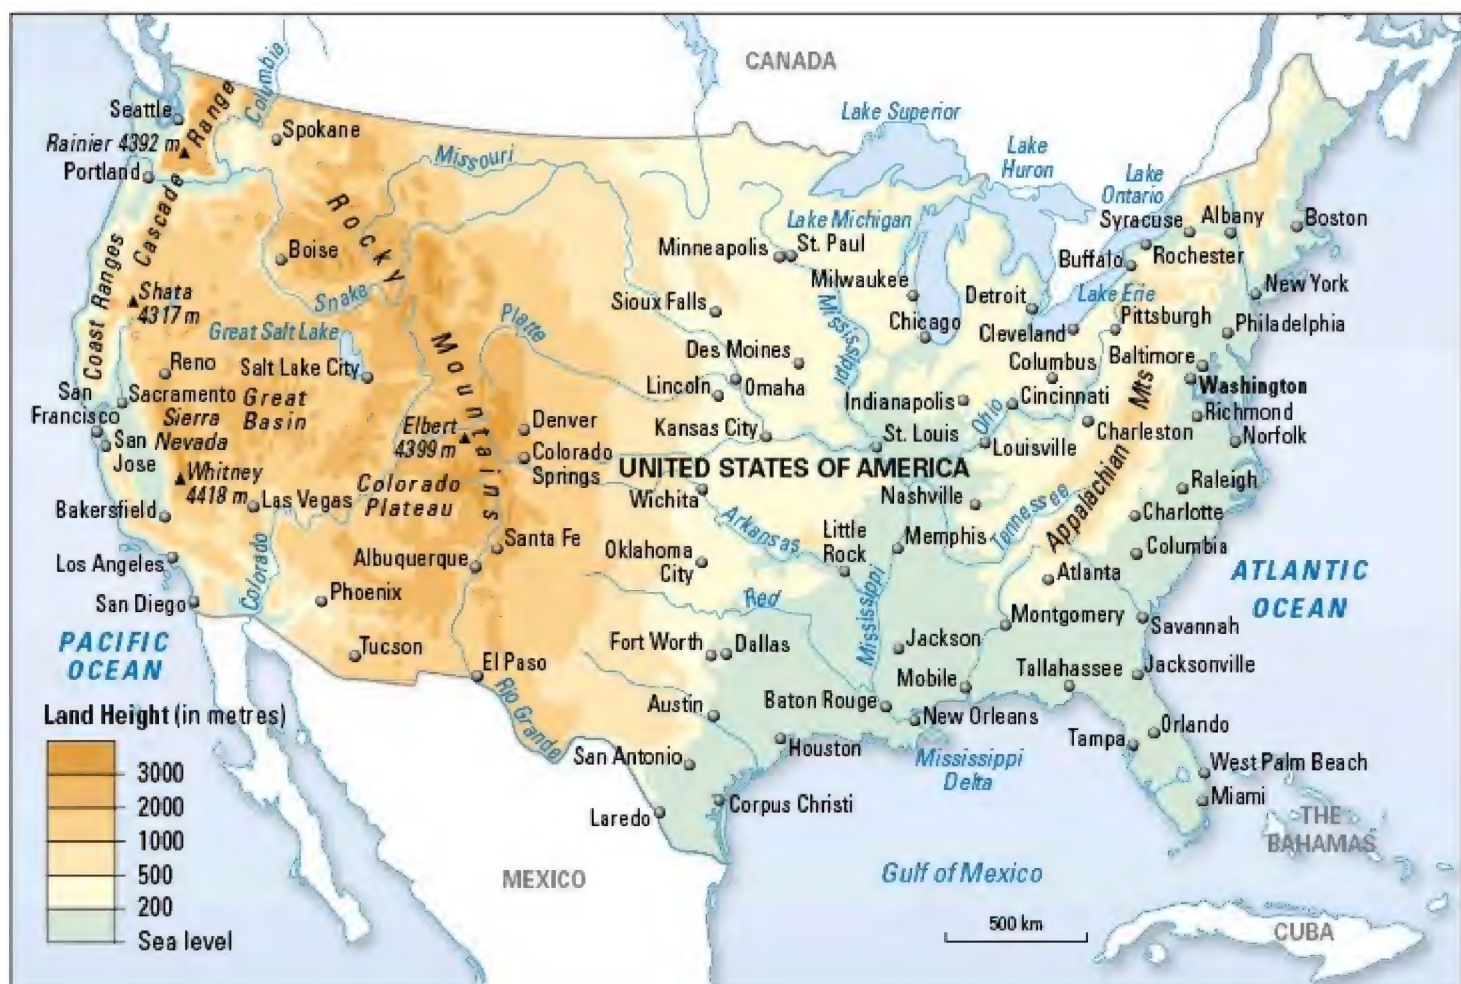 CANADA
Lake Superior
Lake
Huron
Lake
Ontario
Lake Michigan
Lake Erie
Seattle
Rainier 4392 m
Portland
Columbia
Spokane
Cascade Range
Coast Ranges
Missouri
Rocky Mountains
Boise
Snake
Shata
4317 m
Great Salt Lake
Salt Lake City
Reno
Sacramento
Great
Basin
San
Francisco
Sierra
Nevada
San
Jose
Whitney
4418 m
Las Vegas
Bakersfield
Los Angeles
San Diego
Colorado
Colorado
Plateau
Elbert
4399 m
Platte
Denver
Colorado
Springs
Santa Fe
Albuquerque
Phoenix
Tucson
El Paso
Rio Grande
Minneapolis
St. Paul
Sioux Falls
Des Moines
Lincoln
Omaha
Kansas City
Milwaukee
Chicago
Mississippi
Detroit
Cleveland
Columbus
Indianapolis
Cincinnati
Ohio
St. Louis
Louisville
Syracuse
Albany
Boston
Buffalo
Rochester
New York
Pittsburgh
Philadelphia
Baltimore
Washington
Richmond
Norfolk
Charleston
Appalachian Mts
Raleigh
Charlotte
Columbia
UNITED STATES OF AMERICA
Wichita
Arkansas
Oklahoma
City
Little
Rock
Nashville
Memphis
Tennessee
Atlanta
Red
Mississippi
Fort Worth
Dallas
Jackson
Montgomery
Savannah
Austin
Baton Rouge
Mobile
Tallahassee
Jacksonville
New Orleans
San Antonio
Houston
Mississippi
Delta
Tampa
Orlando
West Palm Beach
Miami
Laredo
Corpus Christi
ATLANTIC
OCEAN
PACIFIC
OCEAN
Gulf of Mexico
MEXICO
THE
BAHAMAS
CUBA
500 km
Land Height (in metres)
3000
2000
1000
500
200
Sea level